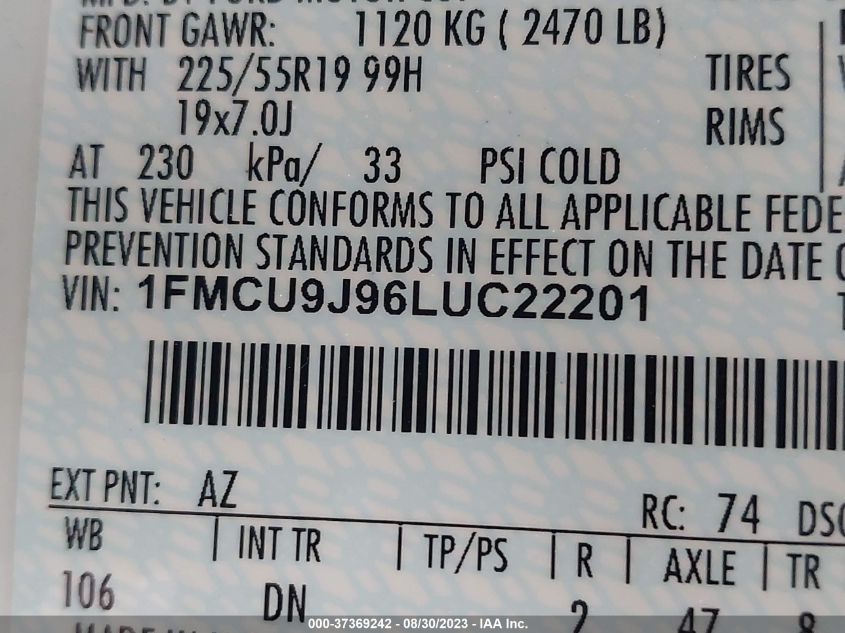 FRONT GAWR: 1120 KG ( 2470 LB)
WITH 225/55R19 99H TIRES
19x7.0J RIMS
AT 230 kPa/ 33 PSI COLD
THIS VEHICLE CONFORMS TO ALL APPLICABLE FEDE
PREVENTION STANDARDS IN EFFECT ON THE DATE
VIN: 1FMCU9J96LUC22201
EXT PNT: AZ RC: 74 DSO
WB INT TR TP/PS R AXLE TR
106 DN 2 47 8
000-37369242 - 08/30/2023 - IAA Inc.